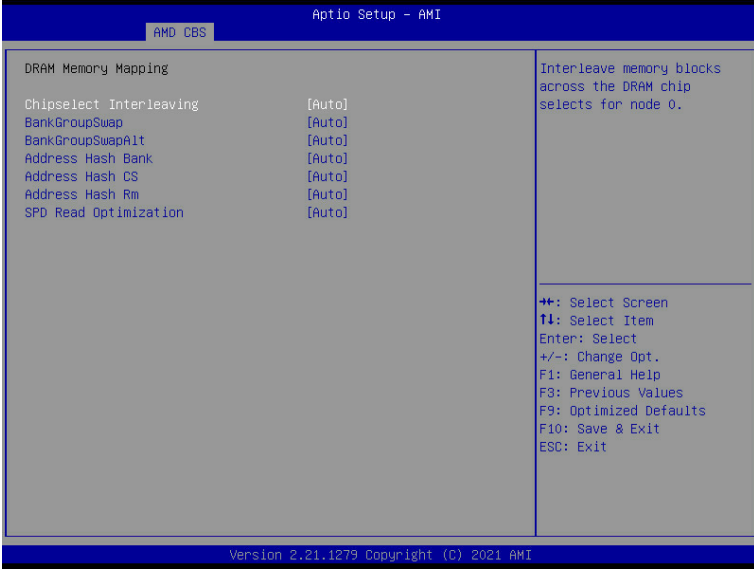 Aptio Setup – AMI
AMD CBS
DRAM Memory Mapping
Chipselect Interleaving [Auto]
BankGroupSwap [Auto]
BankGroupSwapAlt [Auto]
Address Hash Bank [Auto]
Address Hash CS [Auto]
Address Hash Rm [Auto]
SPD Read Optimization [Auto]
Interleave memory blocks
across the DRAM chip
selects for node 0.
→←: Select Screen
↑↓: Select Item
Enter: Select
+/-: Change Opt.
F1: General Help
F3: Previous Values
F9: Optimized Defaults
F10: Save & Exit
ESC: Exit
Version 2.21.1279 Copyright (C) 2021 AMI